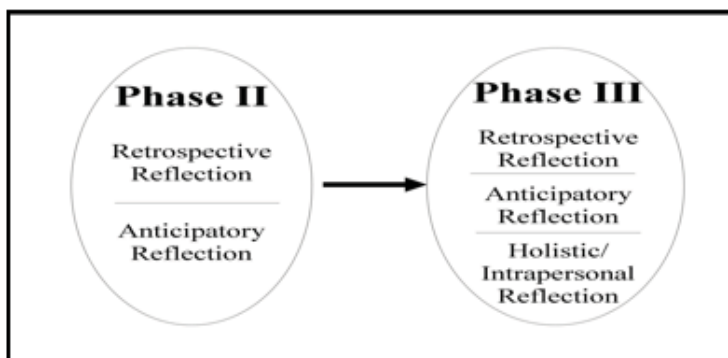 Phase II
Retrospective
Reflection
Anticipatory
Reflection
Phase III
Retrospective
Reflection
Anticipatory
Reflection
Holistic/
Intrapersonal
Reflection